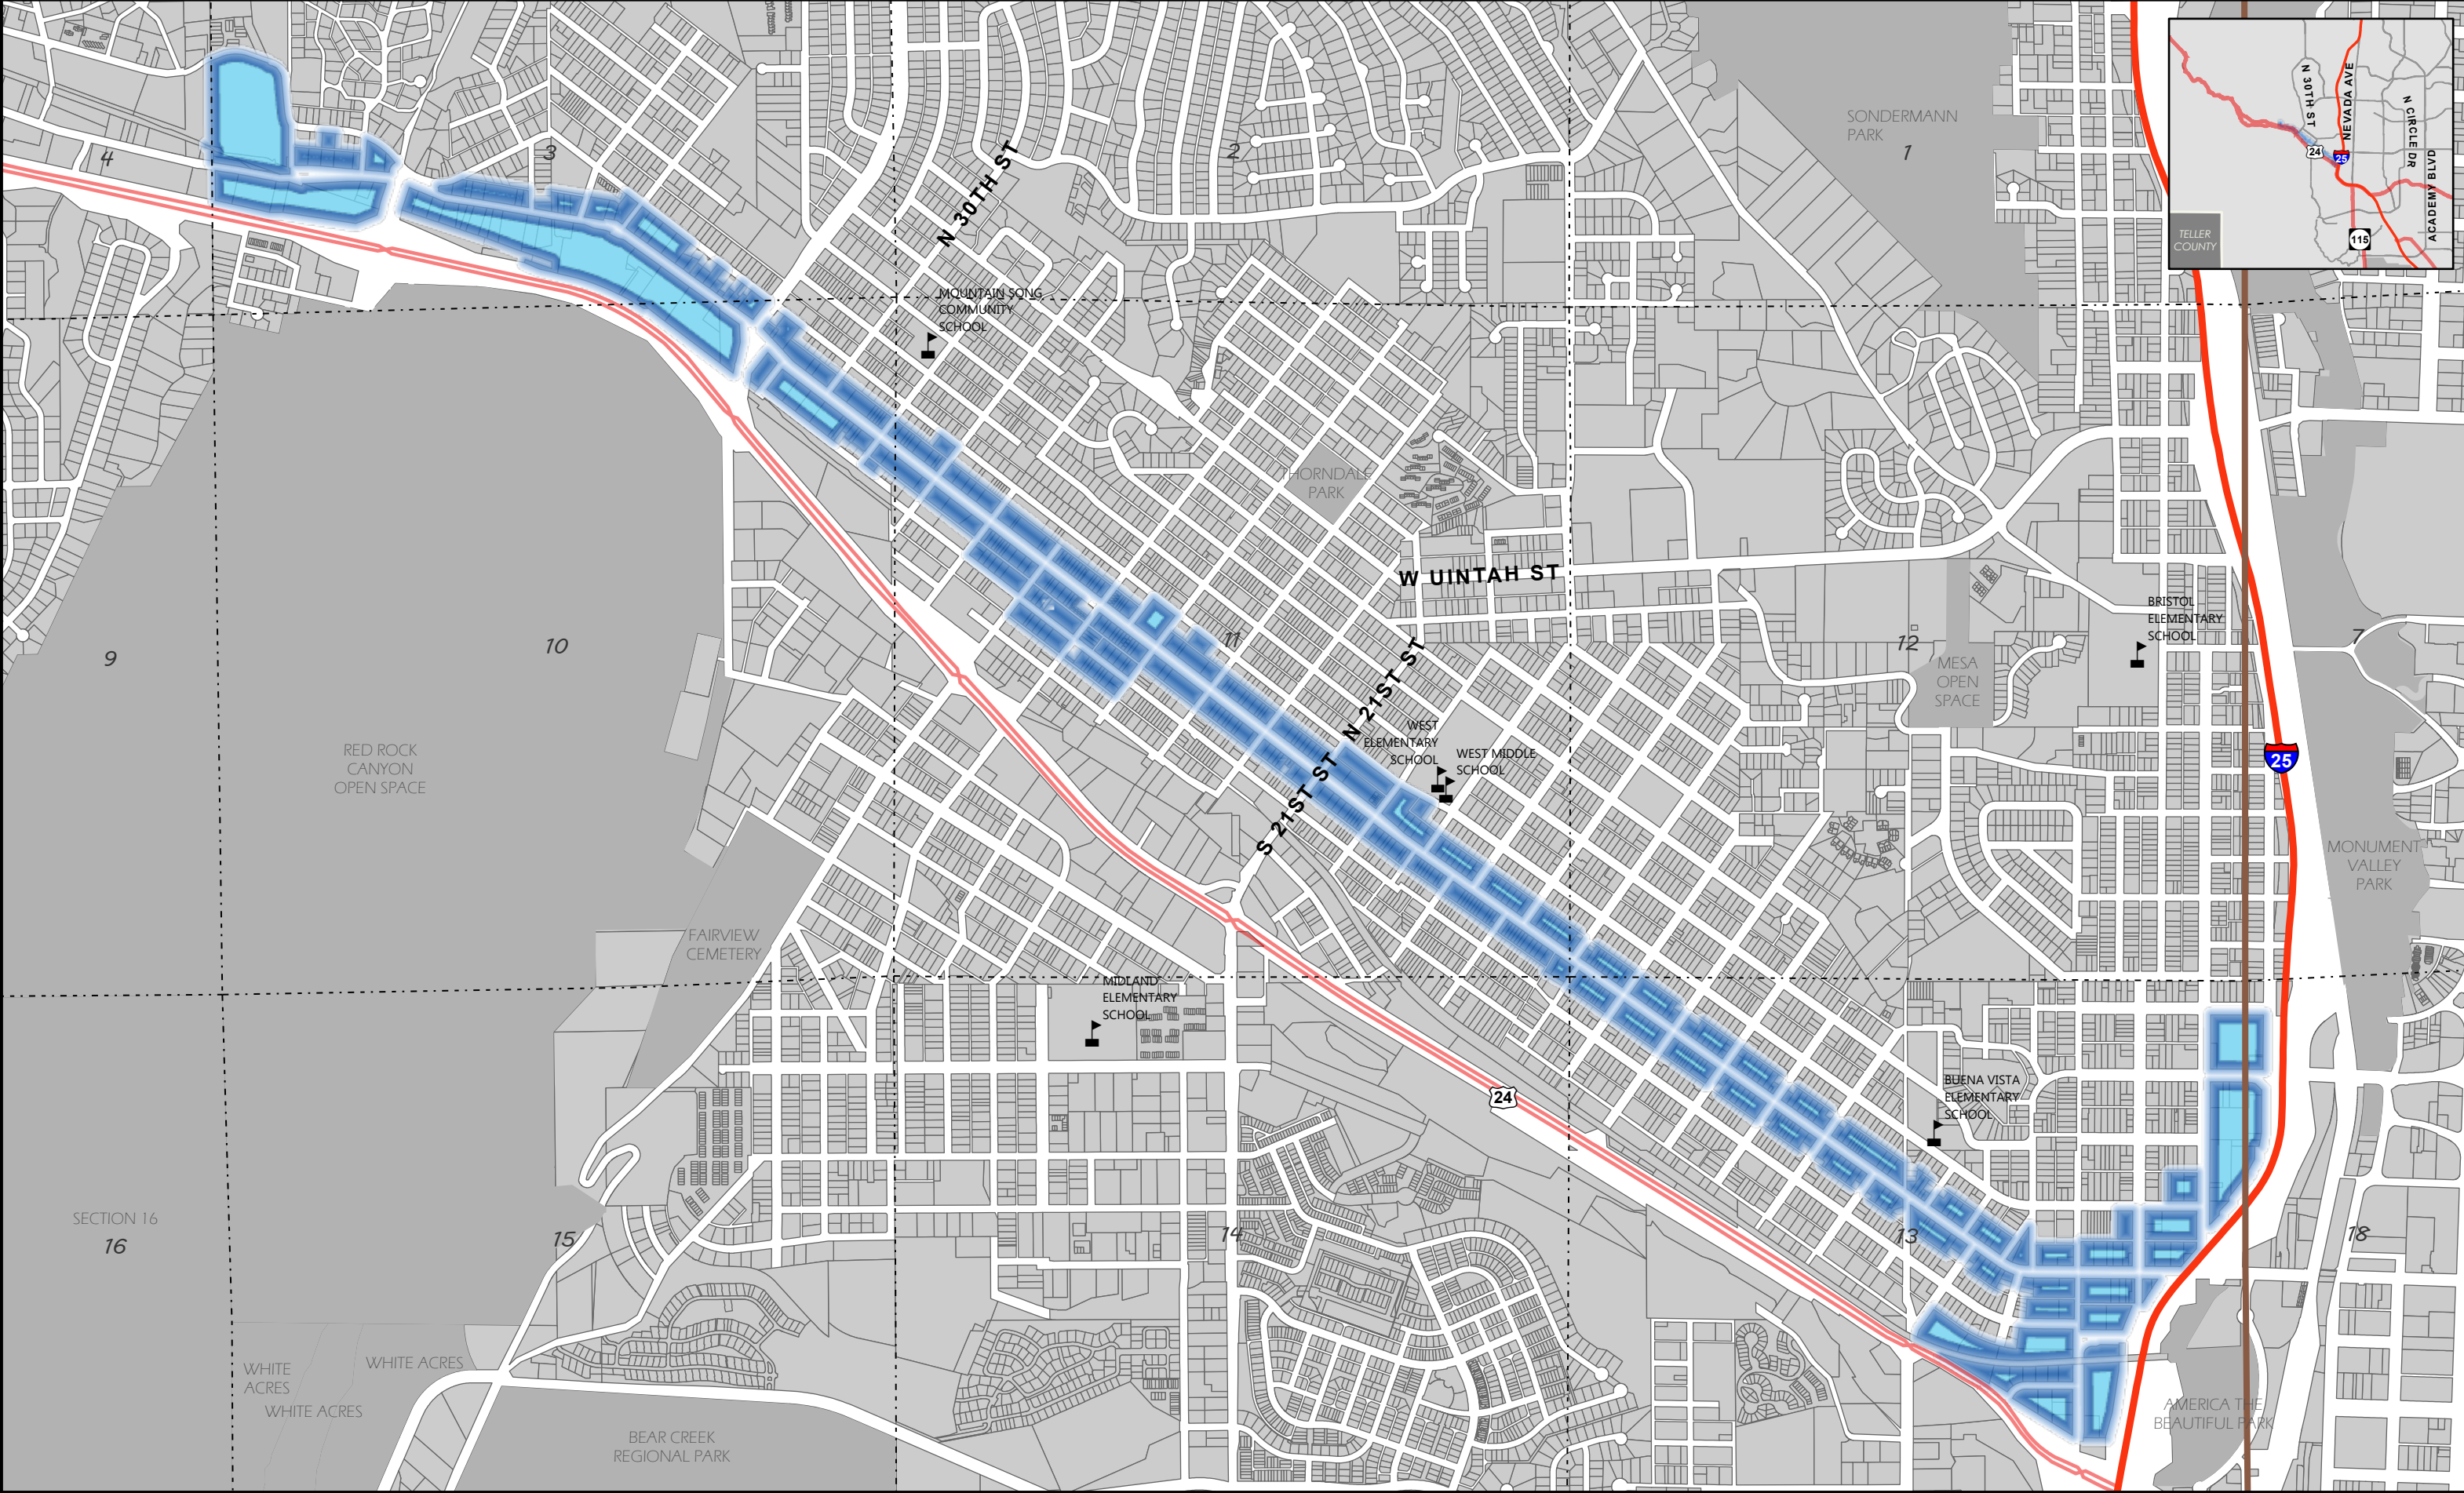 SONDERMANN
PARK
1
2
3
4
N 30TH ST
N 30TH ST
NEVADA AVE
N CIRCLE DR
ACADEMY BLVD
24
25
115
TELLER
COUNTY
MOUNTAIN SONG
COMMUNITY
SCHOOL
THORNDALE
PARK
W UINTAH ST
BRISTOL
ELEMENTARY
SCHOOL
9
10
11
12
7
MESA
OPEN
SPACE
N 21ST ST
S 21ST ST
WEST
ELEMENTARY
SCHOOL
WEST MIDDLE
SCHOOL
RED ROCK
CANYON
OPEN SPACE
25
MONUMENT
VALLEY
PARK
FAIRVIEW
CEMETERY
MIDLAND
ELEMENTARY
SCHOOL
24
BUENA VISTA
ELEMENTARY
SCHOOL
SECTION 16
16
15
14
13
18
WHITE
ACRES
WHITE ACRES
WHITE ACRES
BEAR CREEK
REGIONAL PARK
AMERICA THE
BEAUTIFUL PARK